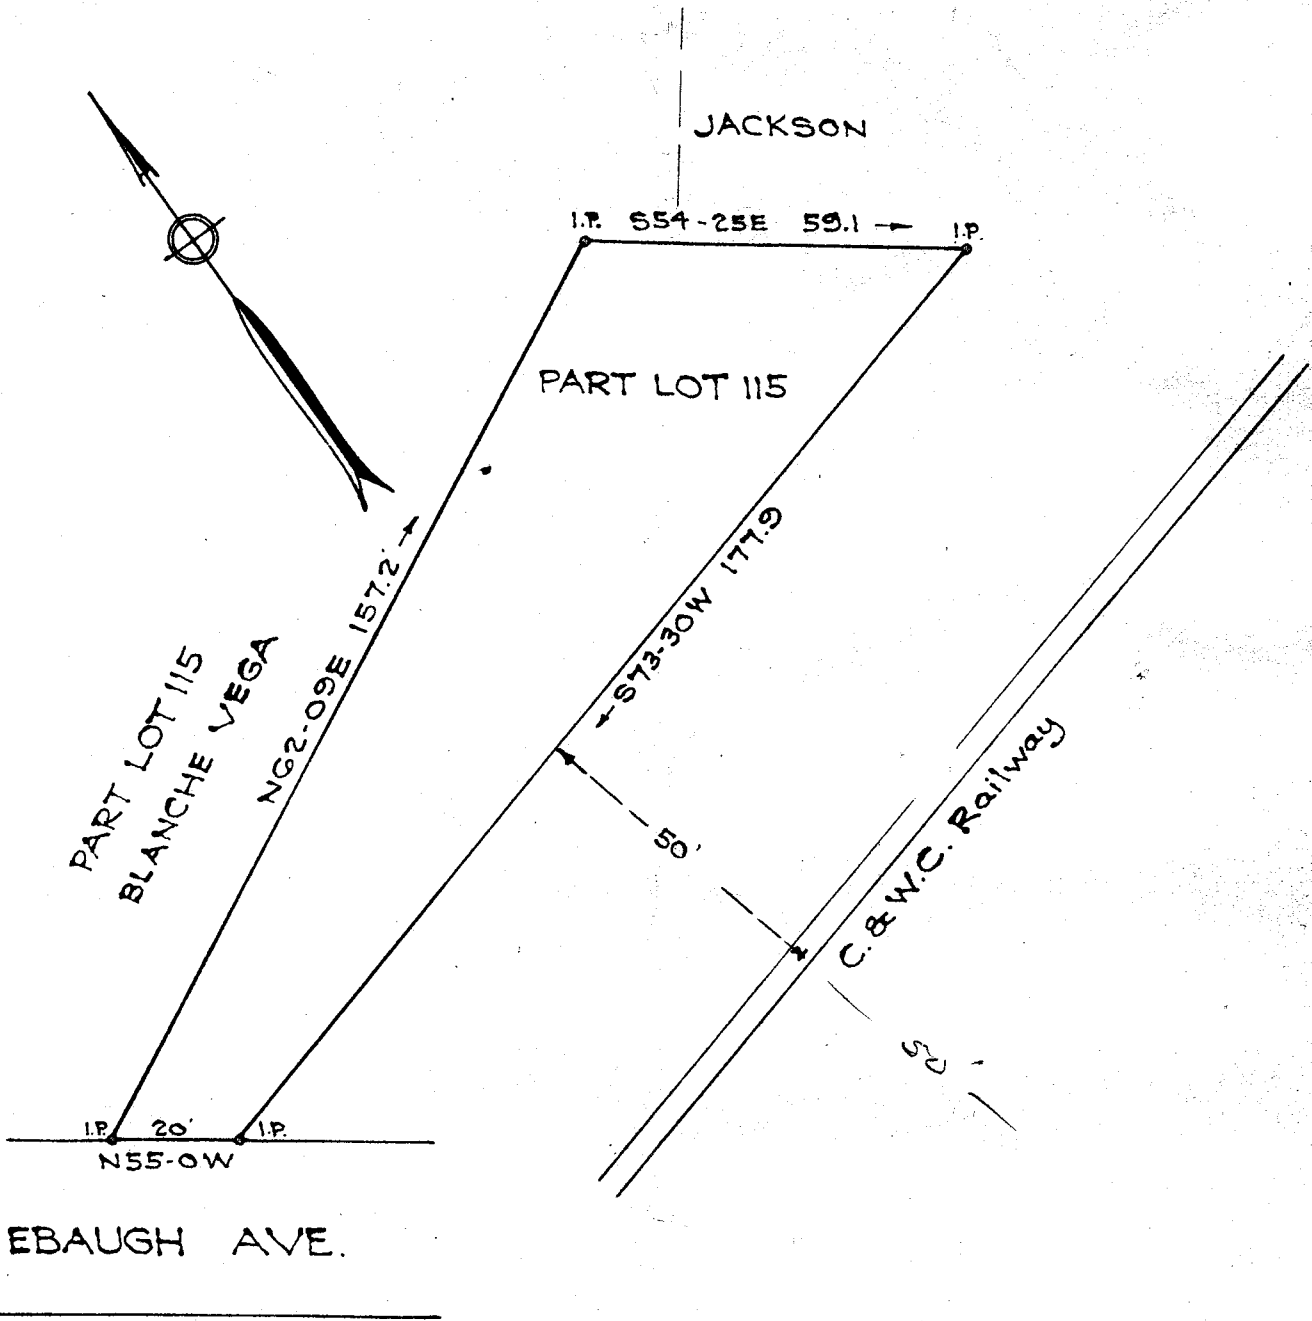 JACKSON
I.P. S54-25E 59.1 I.P.
PART LOT 115
N62-09E 157.2'
S73-30W 177.9
PART LOT 115
BLANCHE VEGA
50'
C. & W.C. Railway
50'
I.P. 20' I.P.
N55-0W
EBAUGH AVE.